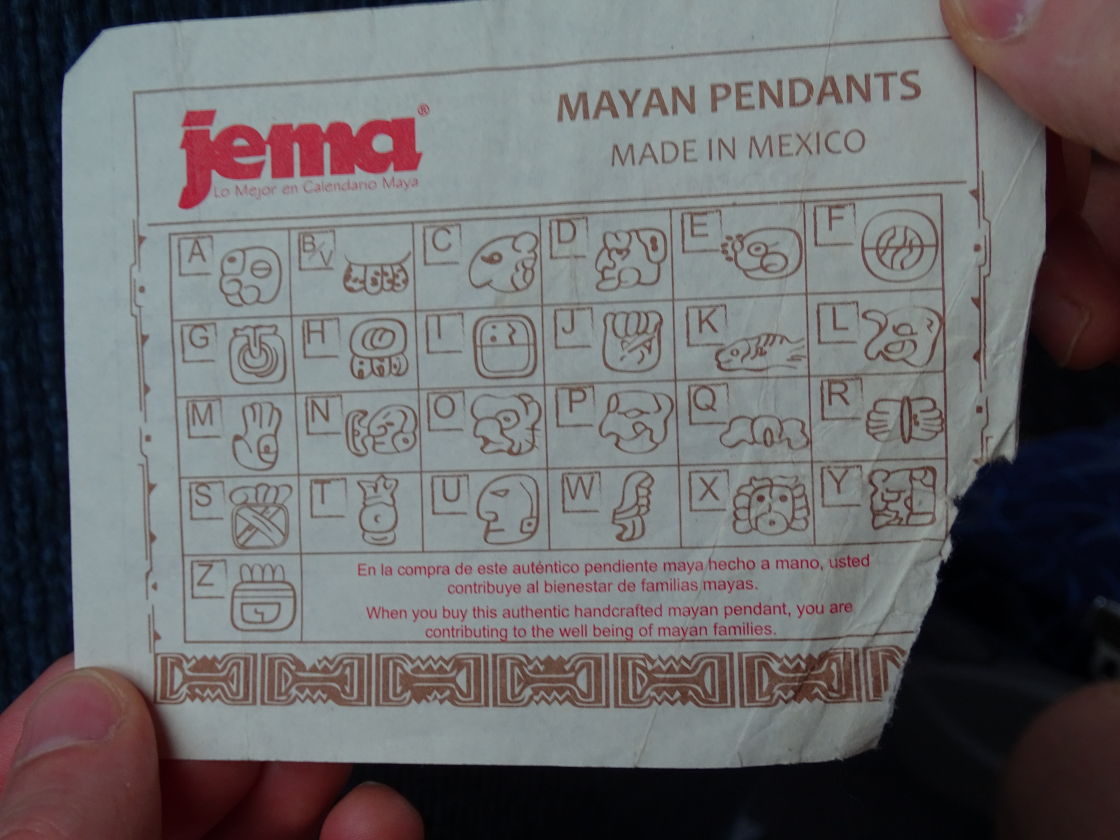 jema®
Lo Mejor en Calendario Maya
MAYAN PENDANTS
MADE IN MEXICO
A B/V C D E F
G H I J K L
M N O P Q R
S T U W X Y
Z
En la compra de este auténtico pendiente maya hecho a mano, usted
contribuye al bienestar de familias mayas.
When you buy this authentic handcrafted mayan pendant, you are
contributing to the well being of mayan families.